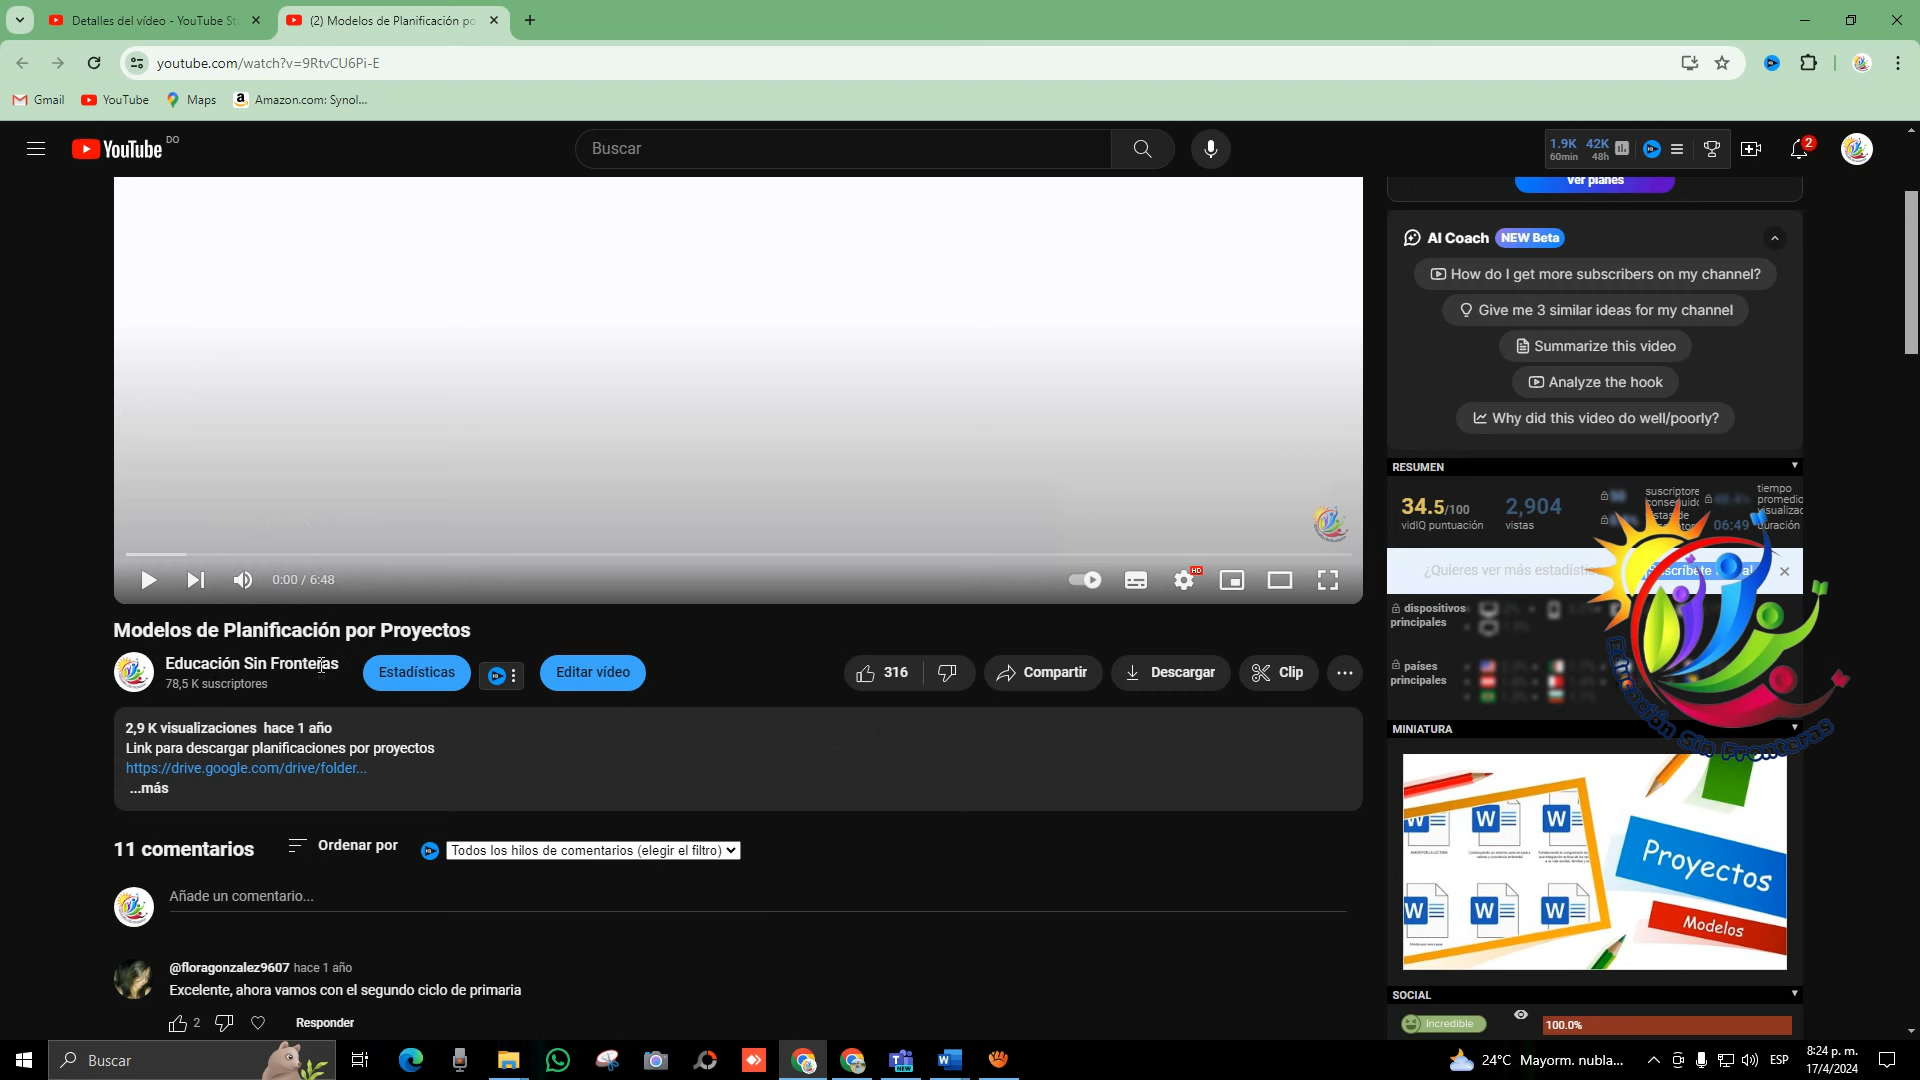 Detalles del vídeo - YouTube St
(2) Modelos de Planificación po
youtube.com/watch?v=9RtvCU6Pi-E
Gmail
YouTube
Maps
Amazon.com: Synol...
YouTube DO
Buscar
1.9K 42K
60min 48h
2
Ver planes
AI Coach NEW Beta
How do I get more subscribers on my channel?
Give me 3 similar ideas for my channel
Summarize this video
Analyze the hook
Why did this video do well/poorly?
0:00 / 6:48
HD
RESUMEN
34.5/100
vidIQ puntuación
2,904
vistas
tiempo
promedio
06:49
duración
¿Quieres ver más
dispositivos
principales
países
principales
Educación Sin Fronteras
Modelos de Planificación por Proyectos
Educación Sin Fronteras
78,5 K suscriptores
Estadísticas
Editar vídeo
316
Compartir
Descargar
Clip
2,9 K visualizaciones hace 1 año
Link para descargar planificaciones por proyectos
https://drive.google.com/drive/folder...
...más
MINIATURA
Proyectos
Modelos
11 comentarios
Ordenar por
Todos los hilos de comentarios (elegir el filtro)
Añade un comentario...
@floragonzalez9607 hace 1 año
Excelente, ahora vamos con el segundo ciclo de primaria
2
Responder
SOCIAL
Incredible
100.0%
Buscar
24°C Mayorm. nubla...
ESP
8:24 p. m.
17/4/2024